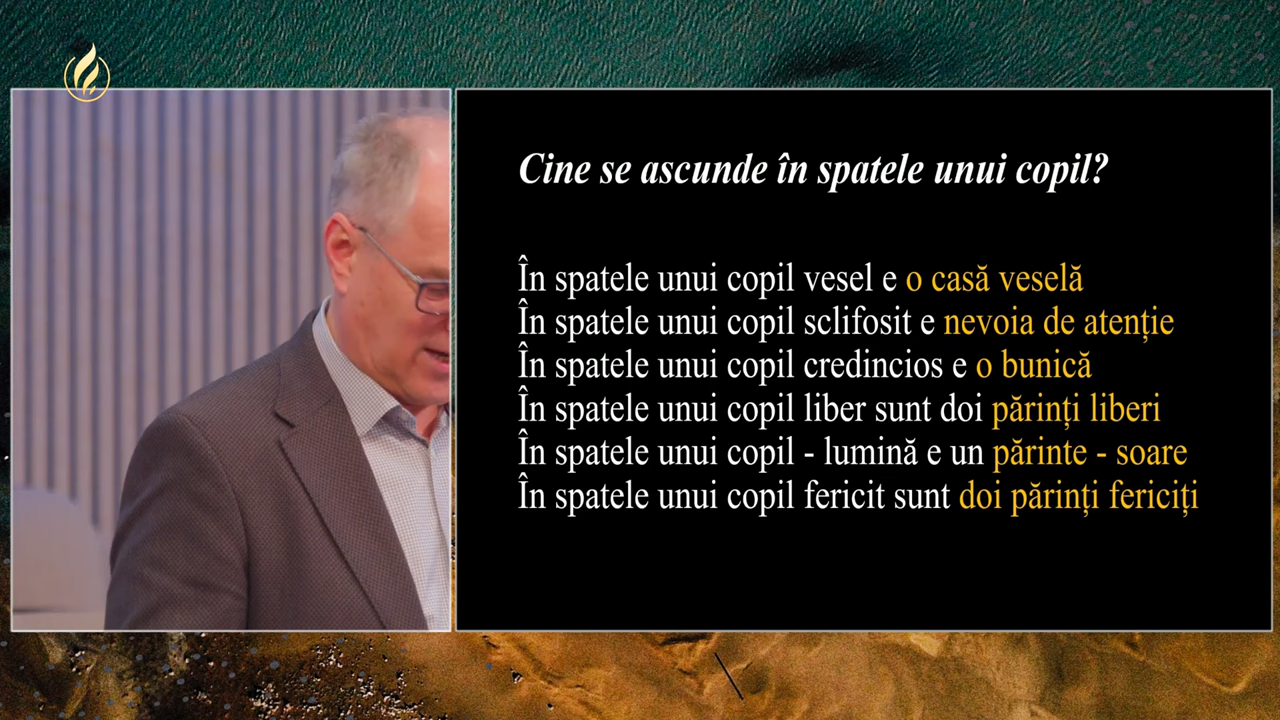 Cine se ascunde în spatele unui copil?
În spatele unui copil vesel e o casă veselă
În spatele unui copil sclifosit e nevoia de atenție
În spatele unui copil credincios e o bunică
În spatele unui copil liber sunt doi părinți liberi
În spatele unui copil - lumină e un părinte - soare
În spatele unui copil fericit sunt doi părinți fericiți